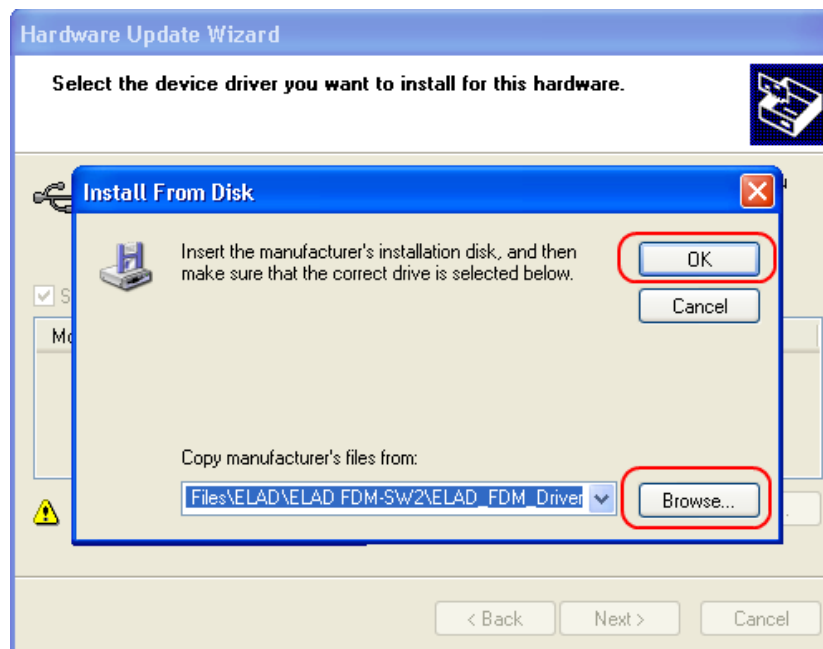 Hardware Update Wizard
Select the device driver you want to install for this hardware.
Install From Disk
Insert the manufacturer's installation disk, and then
make sure that the correct drive is selected below.
OK
Cancel
Copy manufacturer's files from:
Files\ELAD\ELAD FDM-SW2\ELAD_FDM_Driver
Browse...
< Back
Next >
Cancel